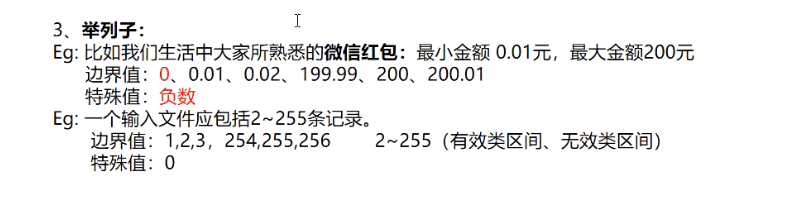 3、举列子：
Eg: 比如我们生活中大家所熟悉的微信红包：最小金额 0.01元，最大金额200元
边界值：0、0.01、0.02、199.99、200、200.01
特殊值：负数
Eg: 一个输入文件应包括2~255条记录。
边界值：1,2,3，254,255,256 2~255（有效类区间、无效类区间）
特殊值：0